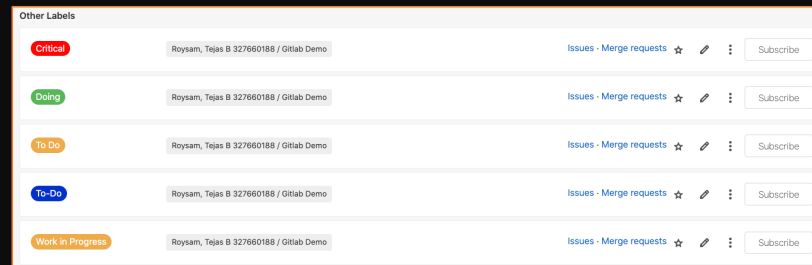 Other Labels
Critical Roysam, Tejas B 327660188 / Gitlab Demo Issues · Merge requests Subscribe
Doing Roysam, Tejas B 327660188 / Gitlab Demo Issues · Merge requests Subscribe
To Do Roysam, Tejas B 327660188 / Gitlab Demo Issues · Merge requests Subscribe
To-Do Roysam, Tejas B 327660188 / Gitlab Demo Issues · Merge requests Subscribe
Work in Progress Roysam, Tejas B 327660188 / Gitlab Demo Issues · Merge requests Subscribe